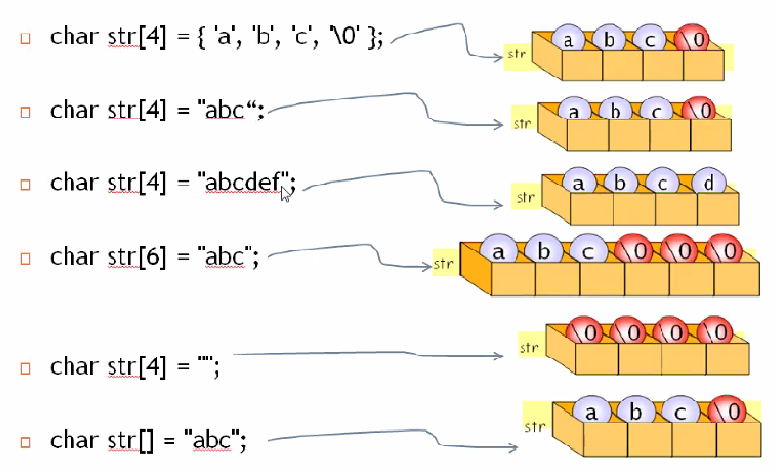 char str[4] = { 'a', 'b', 'c', '\0' };
str a b c \0
char str[4] = "abc“;
str a b c \0
char str[4] = "abcdef";
str a b c d
char str[6] = "abc";
str a b c \0 \0 \0
char str[4] = "";
str \0 \0 \0 \0
char str[] = "abc";
str a b c \0